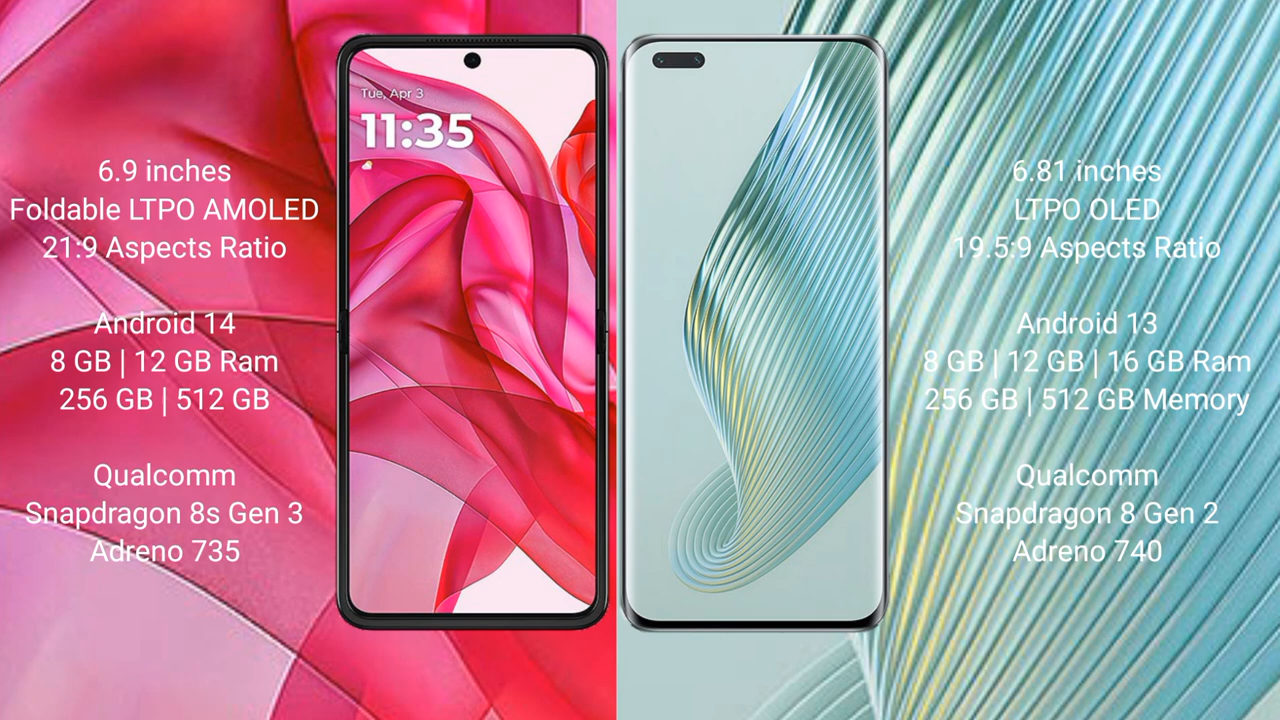 6.9 inches
Foldable LTPO AMOLED
21:9 Aspects Ratio
Android 14
8 GB | 12 GB Ram
256 GB | 512 GB
Qualcomm
Snapdragon 8s Gen 3
Adreno 735
Tue, Apr 3
11:35
6.81 inches
LTPO OLED
19.5:9 Aspects Ratio
Android 13
8 GB | 12 GB | 16 GB Ram
256 GB | 512 GB Memory
Qualcomm
Snapdragon 8 Gen 2
Adreno 740